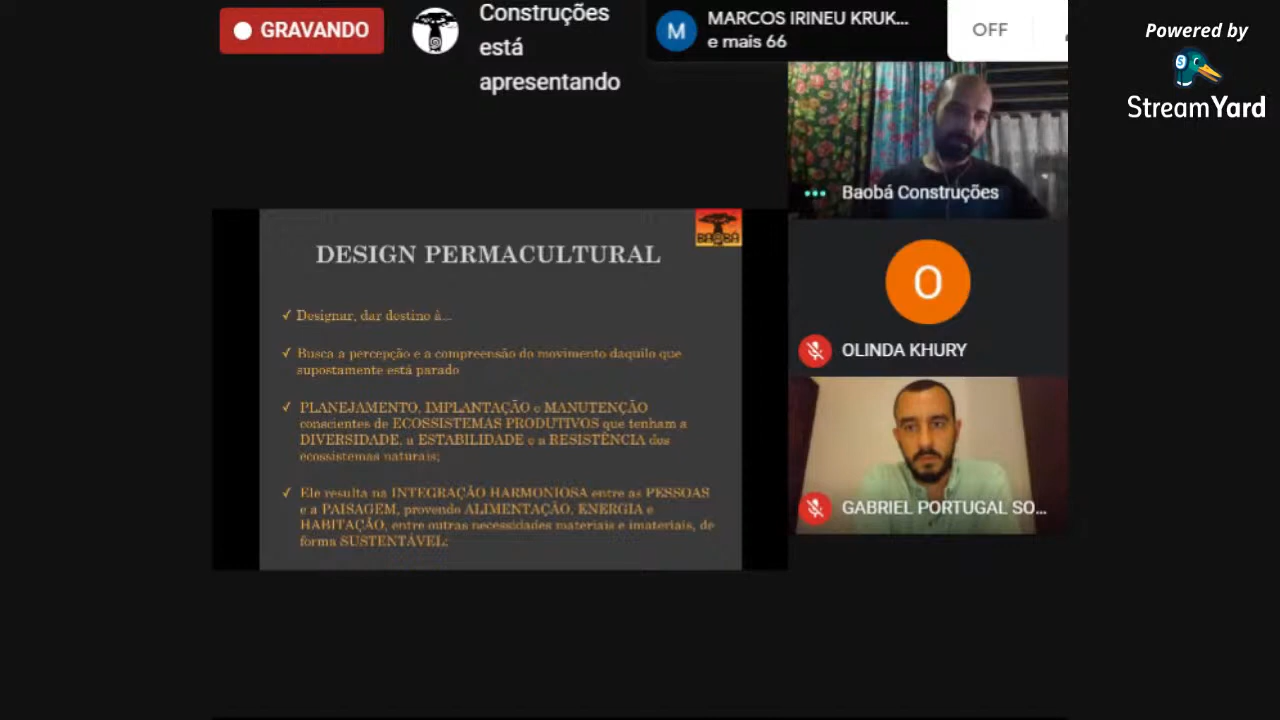 GRAVANDO
Construções
está
apresentando
M
MARCOS IRINEU KRUK...
e mais 66
OFF
Powered by
S
StreamYard
Baobá Construções
O
OLINDA KHURY
GABRIEL PORTUGAL SO...
BAOBÁ
DESIGN PERMACULTURAL
✓ Designar, dar destino à...
✓ Busca a percepção e a compreensão do movimento daquilo que
supostamente está parado
✓ PLANEJAMENTO, IMPLANTAÇÃO e MANUTENÇÃO
conscientes de ECOSSISTEMAS PRODUTIVOS que tenham a
DIVERSIDADE, a ESTABILIDADE e a RESISTÊNCIA dos
ecossistemas naturais;
✓ Ele resulta na INTEGRAÇÃO HARMONIOSA entre as PESSOAS
e a PAISAGEM, provendo ALIMENTAÇÃO, ENERGIA e
HABITAÇÃO, entre outras necessidades materiais e imateriais, de
forma SUSTENTÁVEL;